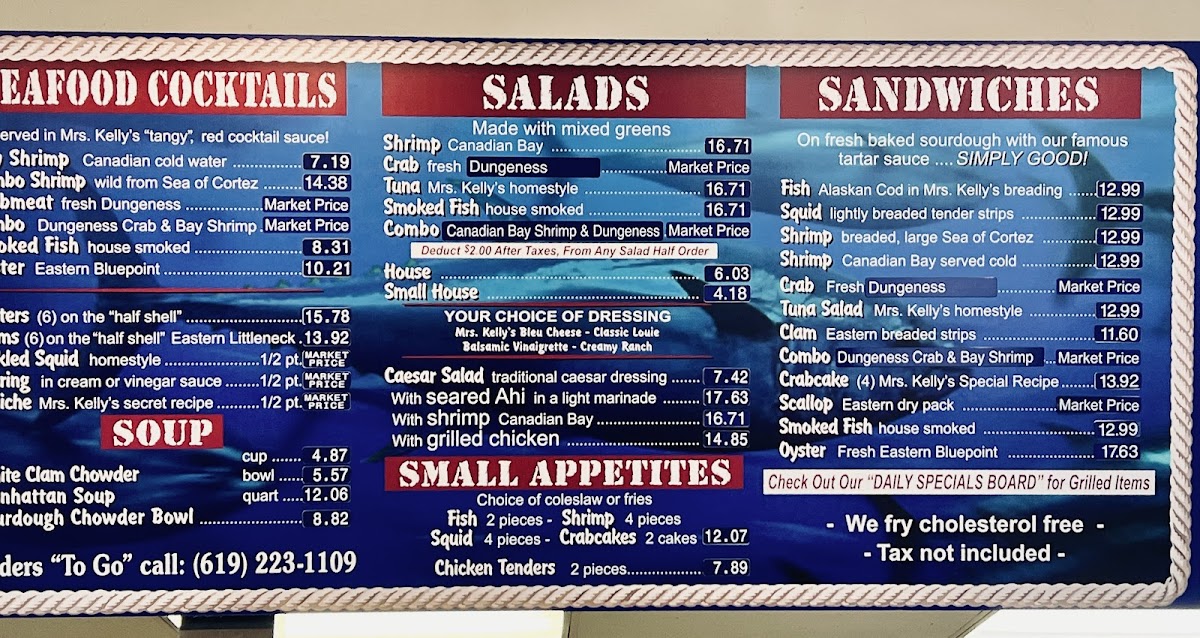 EAFOOD COCKTAILS
erved in Mrs. Kelly's "tangy", red cocktail sauce!
y Shrimp Canadian cold water ................ 7.19
mbo Shrimp wild from Sea of Cortez ........ 14.38
bmeat fresh Dungeness .............. Market Price
mbo Dungeness Crab & Bay Shrimp . Market Price
oked Fish house smoked ...................... 8.31
ter Eastern Bluepoint ............................ 10.21
ters (6) on the "half shell" ........................ 15.78
ms (6) on the "half shell" Eastern Littleneck . 13.92
kled Squid homestyle .................. 1/2 pt. MARKET PRICE
ring in cream or vinegar sauce ....... 1/2 pt. MARKET PRICE
iche Mrs. Kelly's secret recipe ......... 1/2 pt. MARKET PRICE
SOUP
cup ....... 4.87
ite Clam Chowder bowl ..... 5.57
nhattan Soup quart ..... 12.06
urdough Chowder Bowl ...................... 8.82
ders "To Go" call: (619) 223-1109
SALADS
Made with mixed greens
Shrimp Canadian Bay ........................... 16.71
Crab fresh Dungeness Market Price
Tuna Mrs. Kelly's homestyle .................... 16.71
Smoked Fish house smoked .................. 16.71
Combo Canadian Bay Shrimp & Dungeness Market Price
Deduct $2.00 After Taxes, From Any Salad Half Order
House ................................................ 6.03
Small House ...................................... 4.18
YOUR CHOICE OF DRESSING
Mrs. Kelly's Bleu Cheese - Classic Louie
Balsamic Vinaigrette - Creamy Ranch
Caesar Salad traditional caesar dressing ...... 7.42
With seared Ahi in a light marinade ....... 17.63
With shrimp Canadian Bay ................... 16.71
With grilled chicken ........................ 14.85
SMALL APPETITES
Choice of coleslaw or fries
Fish 2 pieces - Shrimp 4 pieces
Squid 4 pieces - Crabcakes 2 cakes 12.07
Chicken Tenders 2 pieces ................... 7.89
SANDWICHES
On fresh baked sourdough with our famous
tartar sauce .... SIMPLY GOOD!
Fish Alaskan Cod in Mrs. Kelly's breading ...... 12.99
Squid lightly breaded tender strips ................ 12.99
Shrimp breaded, large Sea of Cortez ............ 12.99
Shrimp Canadian Bay served cold ............... 12.99
Crab Fresh Dungeness Market Price
Tuna Salad Mrs. Kelly's homestyle ............. 12.99
Clam Eastern breaded strips ...................... 11.60
Combo Dungeness Crab & Bay Shrimp ... Market Price
Crabcake (4) Mrs. Kelly's Special Recipe ....... 13.92
Scallop Eastern dry pack .................. Market Price
Smoked Fish house smoked ..................... 12.99
Oyster Fresh Eastern Bluepoint ................. 17.63
Check Out Our "DAILY SPECIALS BOARD" for Grilled Items
- We fry cholesterol free -
- Tax not included -